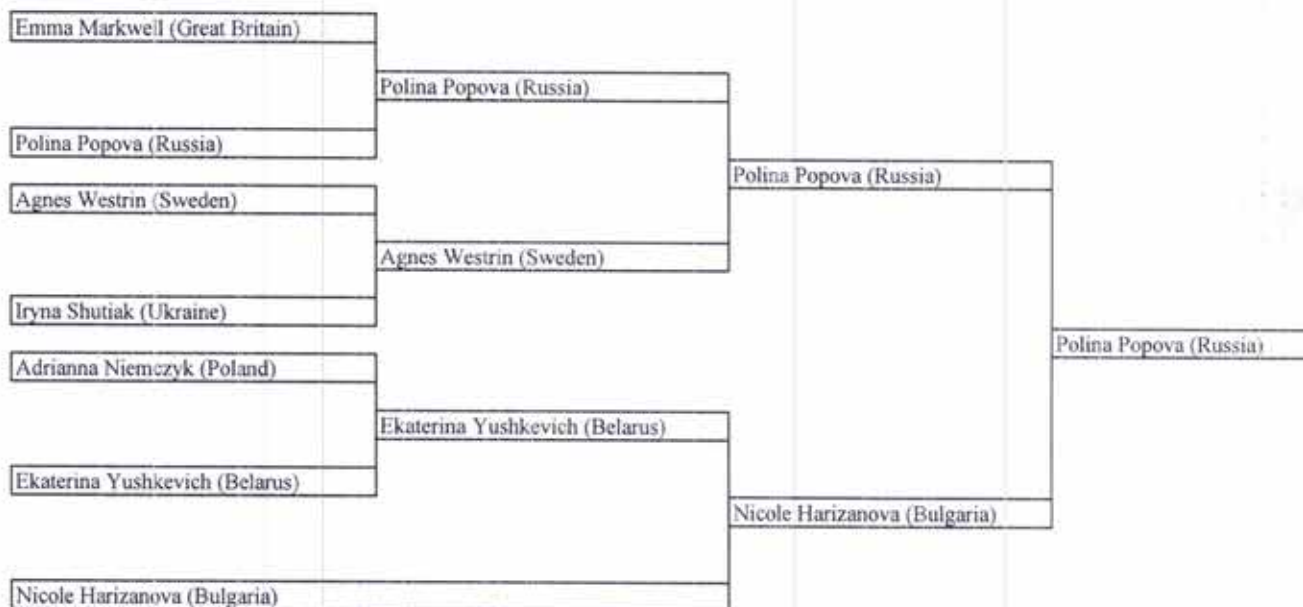 Emma Markwell (Great Britain)
Polina Popova (Russia)
Polina Popova (Russia)
Polina Popova (Russia)
Agnes Westrin (Sweden)
Agnes Westrin (Sweden)
Iryna Shutiak (Ukraine)
Polina Popova (Russia)
Adrianna Niemczyk (Poland)
Ekaterina Yushkevich (Belarus)
Ekaterina Yushkevich (Belarus)
Nicole Harizanova (Bulgaria)
Nicole Harizanova (Bulgaria)